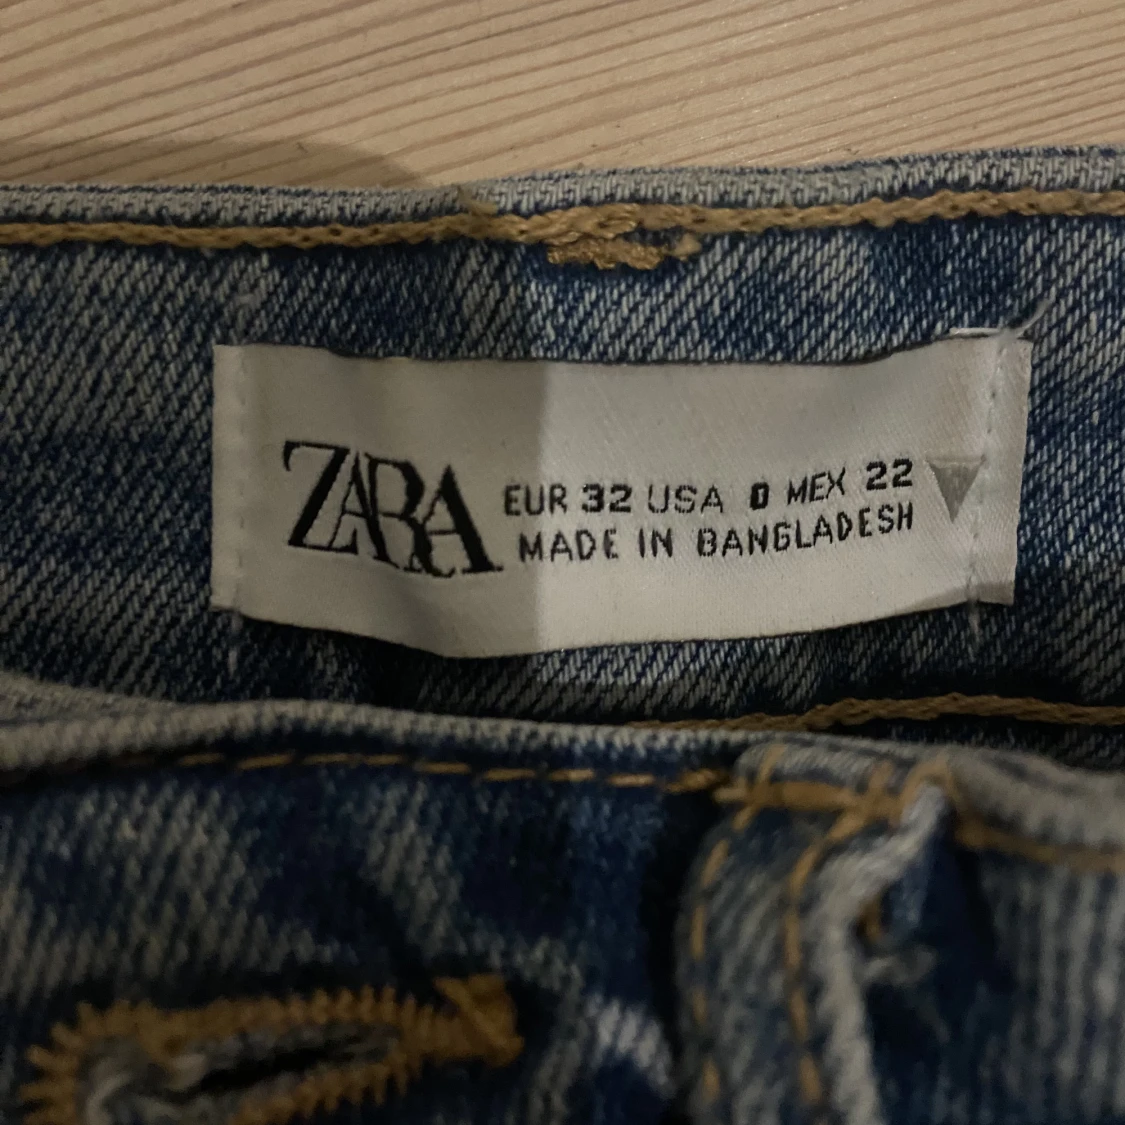 ZARA
EUR 32 USA 0 MEX 22
MADE IN BANGLADESH